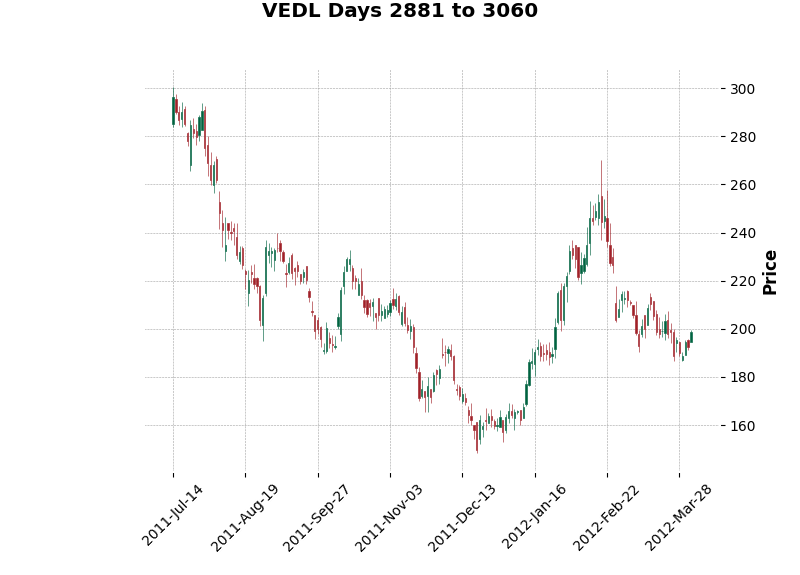 VEDL Days 2881 to 3060
300
280
260
240
220
200
180
160
Price
2011-Jul-14
2011-Aug-19
2011-Sep-27
2011-Nov-03
2011-Dec-13
2012-Jan-16
2012-Feb-22
2012-Mar-28